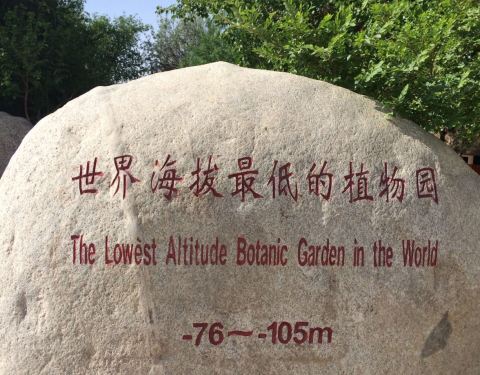 世界海拔最低的植物园
The Lowest Altitude Botanic Garden in the World
-76～-105m